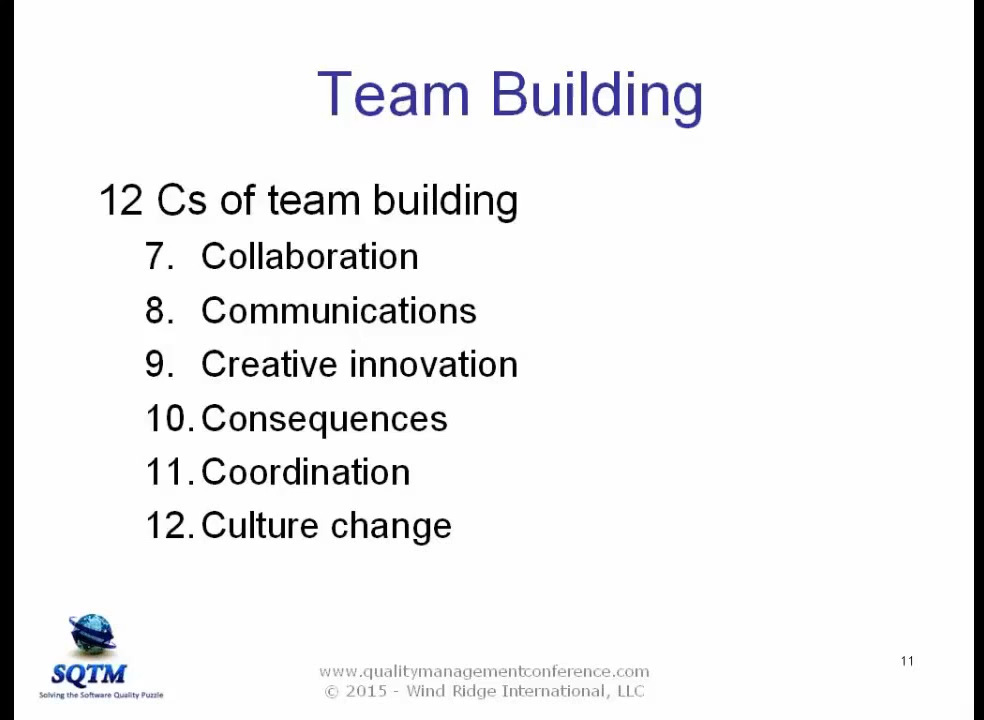 Team Building
12 Cs of team building
7. Collaboration
8. Communications
9. Creative innovation
10. Consequences
11. Coordination
12. Culture change
SQTM
Solving the Software Quality Puzzle
www.qualitymanagementconference.com
© 2015 - Wind Ridge International, LLC
11